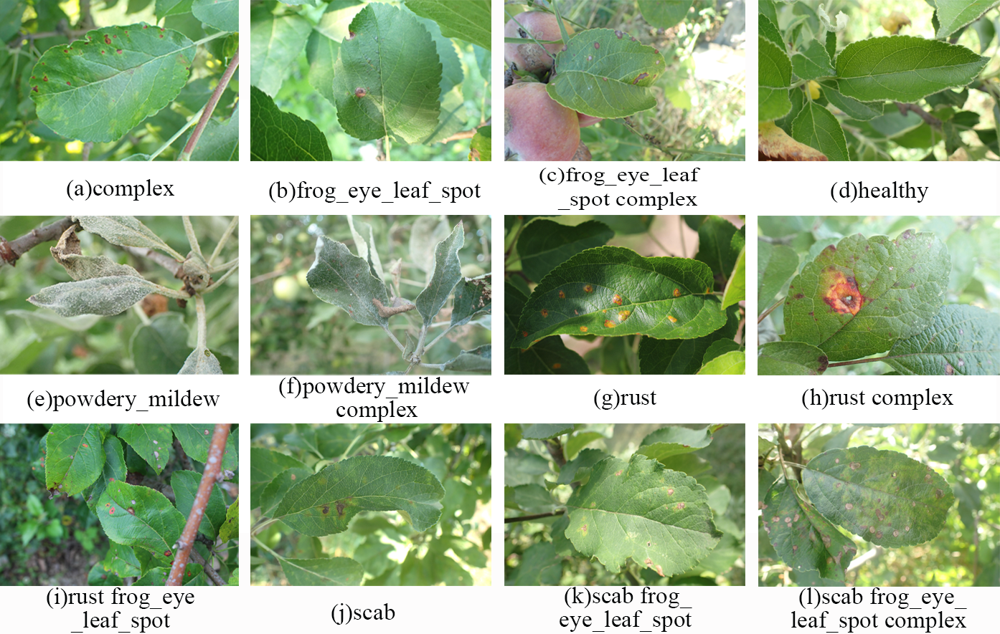 (a)complex
(b)frog_eye_leaf_spot
(c)frog_eye_leaf
_spot complex
(d)healthy
(e)powdery_mildew
(f)powdery_mildew
complex
(g)rust
(h)rust complex
(i)rust frog_eye
_leaf_spot
(j)scab
(k)scab frog_
eye_leaf_spot
(l)scab frog_eye_
leaf_spot complex